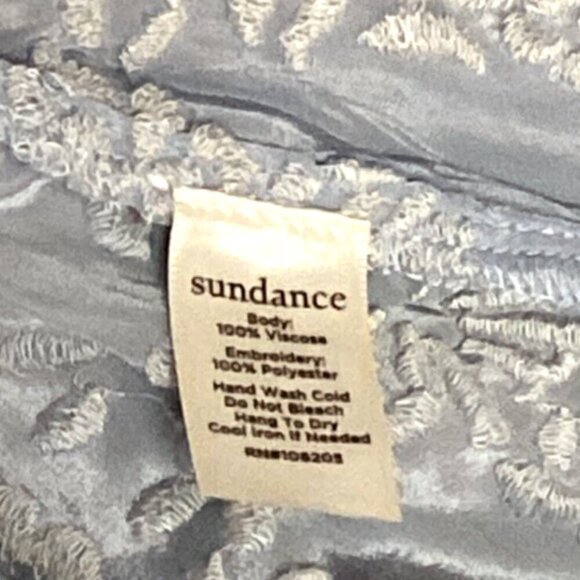 sundance
Body:
100% Viscose
Embroidery:
100% Polyester
Hand Wash Cold
Do Not Bleach
Hang To Dry
Cool Iron If Needed
RN#106205